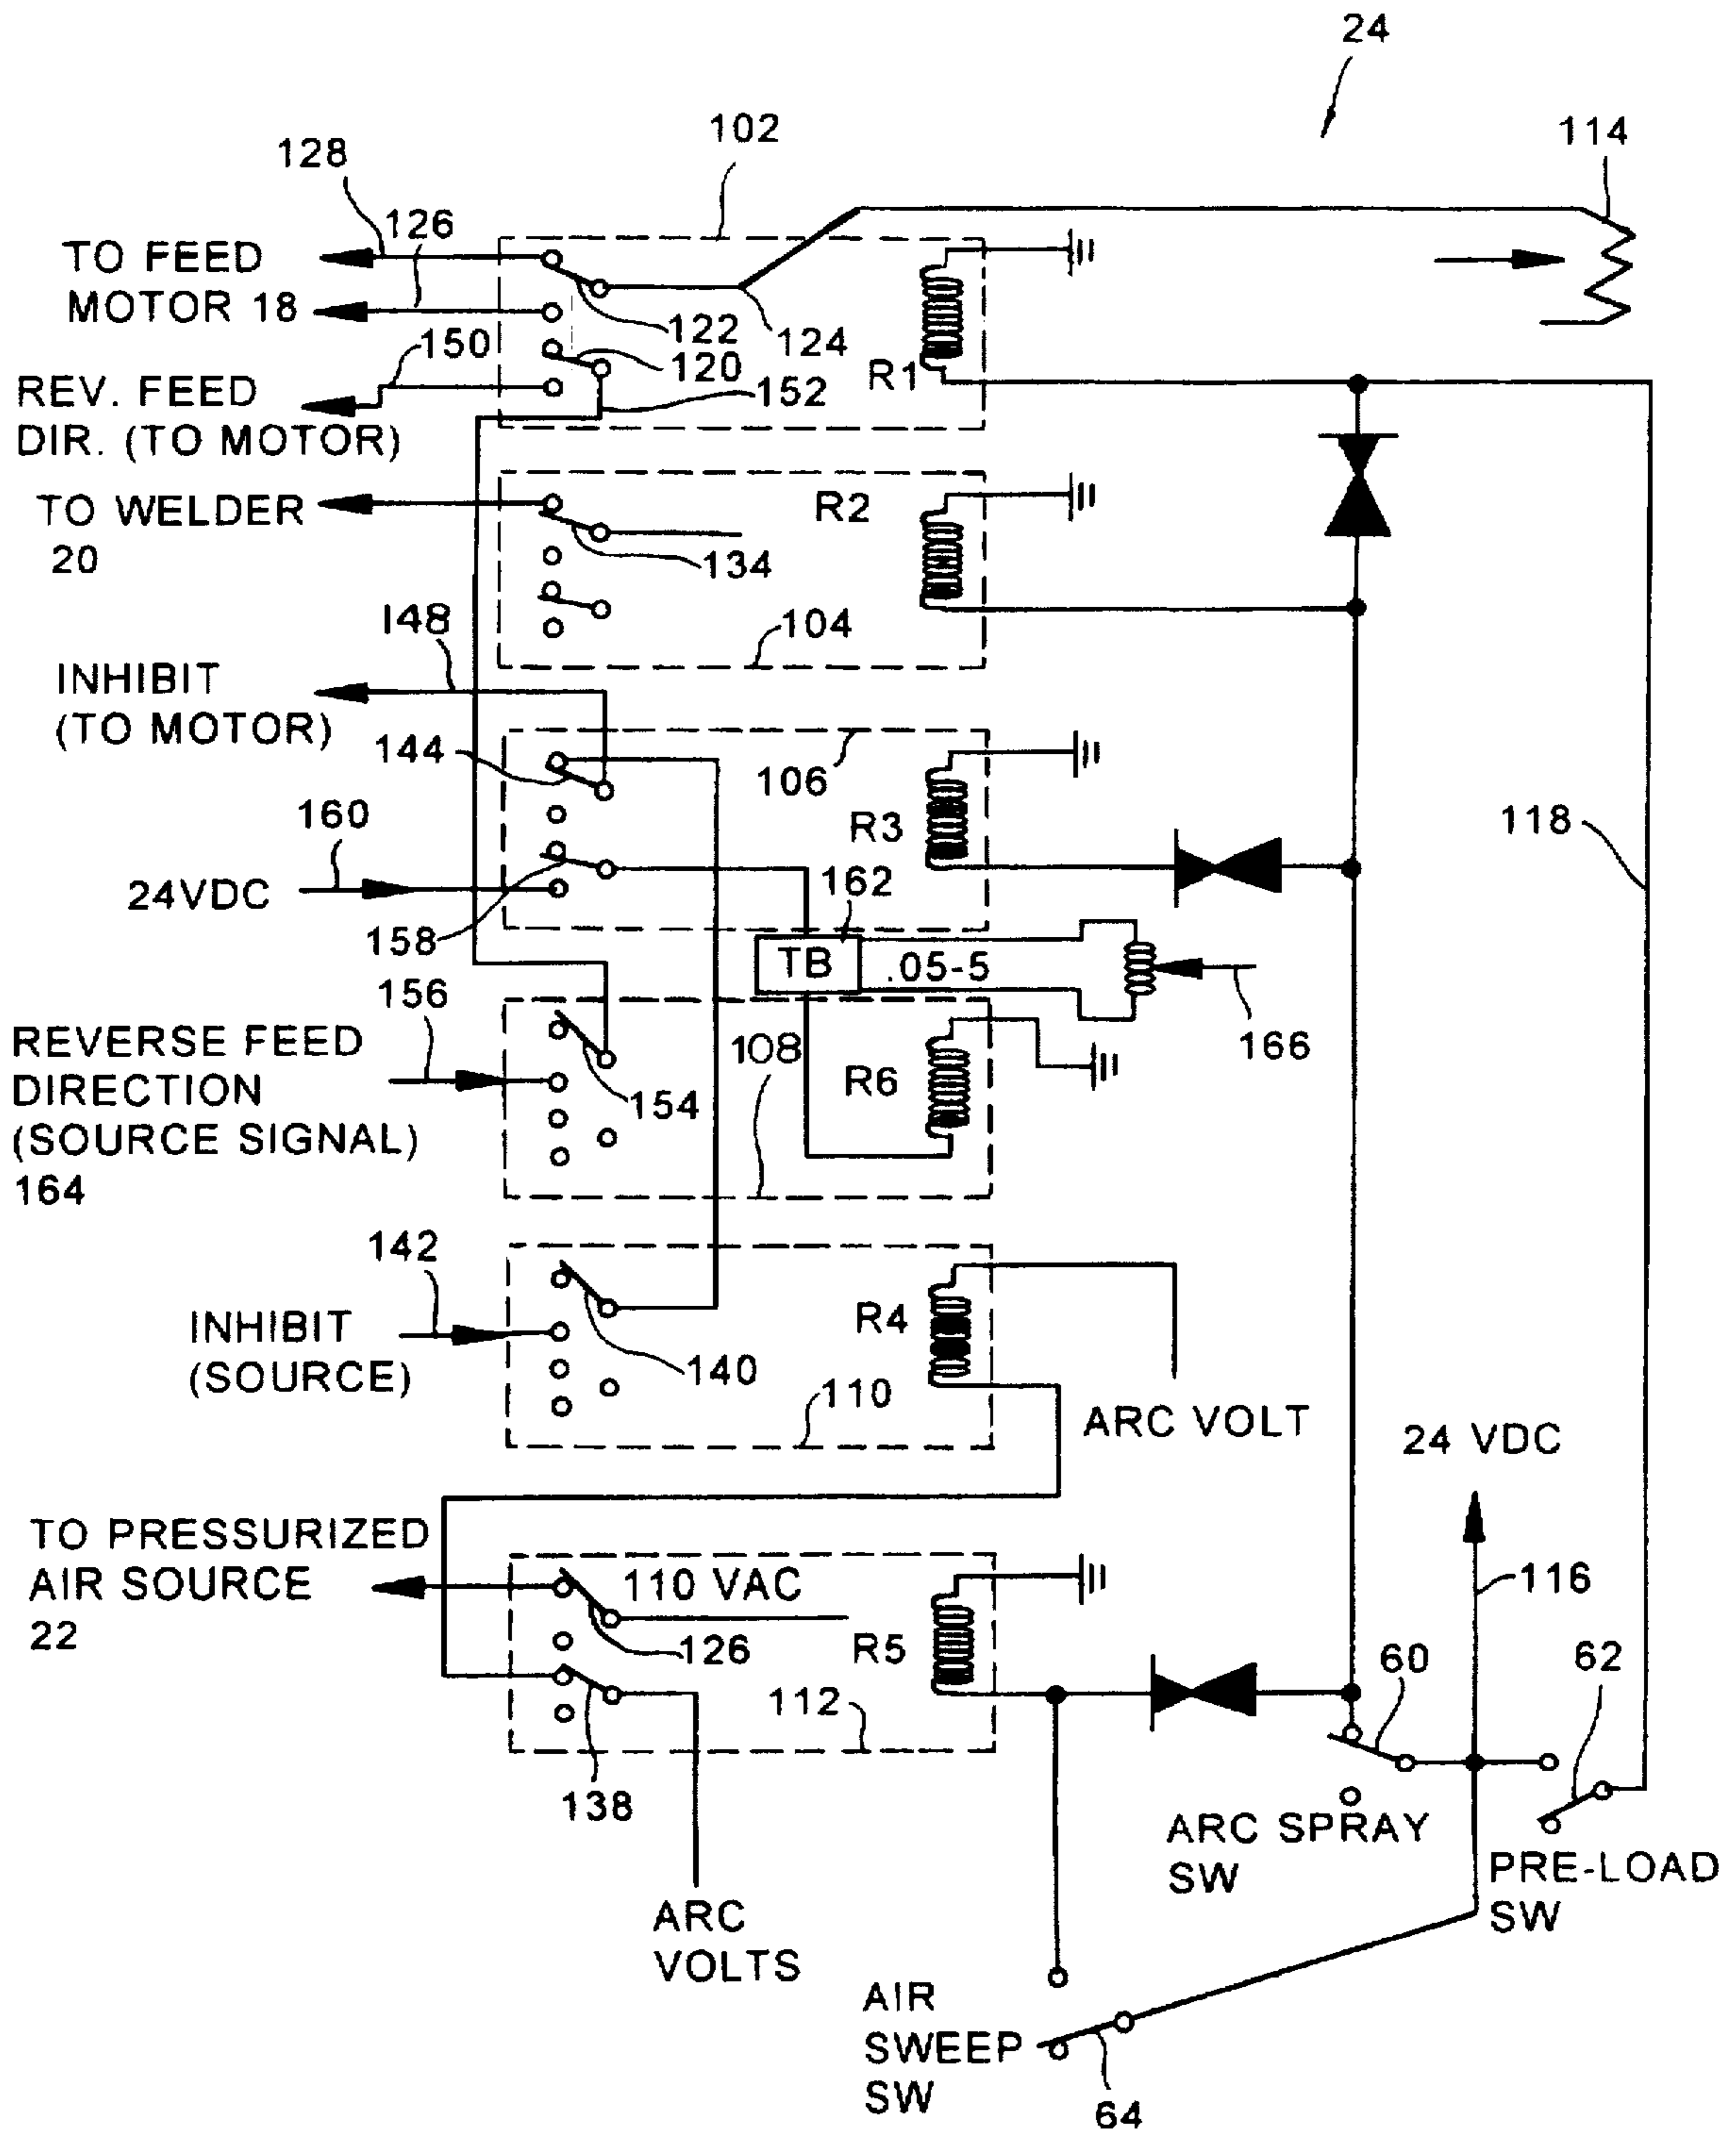 24
114
102
128
126
TO FEED
MOTOR 18
122
124
150
120
152
R1
REV. FEED
DIR. (TO MOTOR)
TO WELDER
20
R2
134
104
148
INHIBIT
(TO MOTOR)
144
106
160
R3
118
24VDC
158
162
TB
.05-5
156
166
REVERSE FEED
DIRECTION
(SOURCE SIGNAL)
164
108
R6
154
142
INHIBIT
(SOURCE)
R4
140
110
ARC VOLT
24 VDC
TO PRESSURIZED
AIR SOURCE
22
110 VAC
126
R5
116
60
62
112
138
ARC SPRAY
SW
PRE-LOAD
SW
ARC
VOLTS
AIR
SWEEP
SW
64